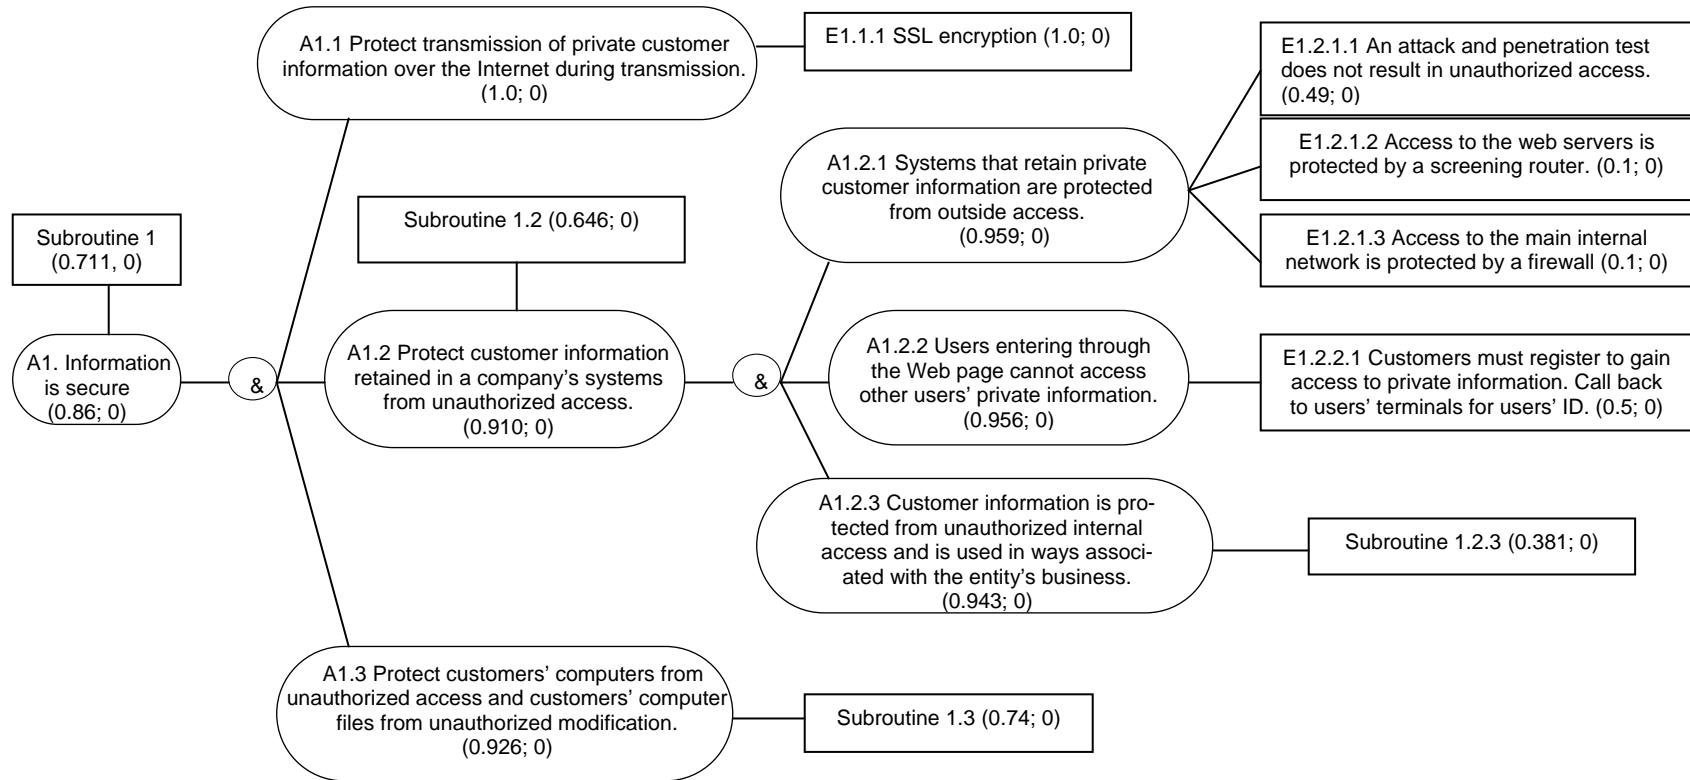 A1.1 Protect transmission of private customer
information over the Internet during transmission.
(1.0; 0)
E1.1.1 SSL encryption (1.0; 0)
E1.2.1.1 An attack and penetration test
does not result in unauthorized access.
(0.49; 0)
E1.2.1.2 Access to the web servers is
protected by a screening router. (0.1; 0)
A1.2.1 Systems that retain private
customer information are protected
from outside access.
(0.959; 0)
Subroutine 1.2 (0.646; 0)
Subroutine 1
(0.711, 0)
E1.2.1.3 Access to the main internal
network is protected by a firewall (0.1; 0)
A1. Information
is secure
(0.86; 0)
&
A1.2 Protect customer information
retained in a company’s systems
from unauthorized access.
(0.910; 0)
&
A1.2.2 Users entering through
the Web page cannot access
other users’ private information.
(0.956; 0)
E1.2.2.1 Customers must register to gain
access to private information. Call back
to users’ terminals for users’ ID. (0.5; 0)
A1.2.3 Customer information is pro-
tected from unauthorized internal
access and is used in ways associ-
ated with the entity’s business.
(0.943; 0)
Subroutine 1.2.3 (0.381; 0)
A1.3 Protect customers’ computers from
unauthorized access and customers’ computer
files from unauthorized modification.
(0.926; 0)
Subroutine 1.3 (0.74; 0)